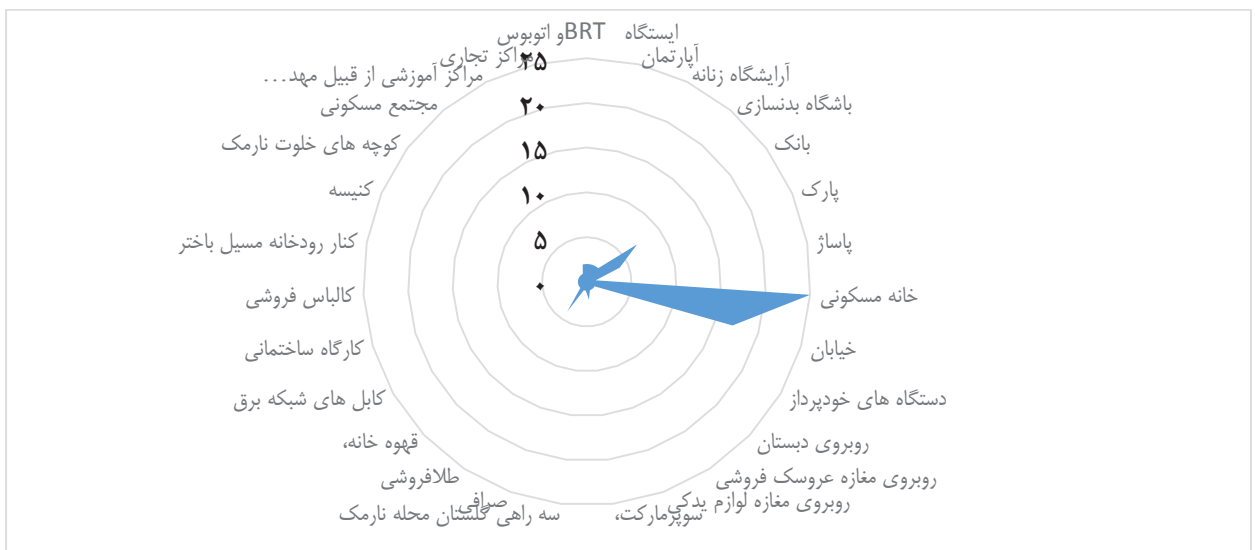 ایستگاه BRT و اتوبوس
آپارتمان
آرایشگاه زنانه
باشگاه بدنسازی
بانک
پارک
پاساژ
خانه مسکونی
خیابان
دستگاه های خودپرداز
روبروی دبستان
روبروی مغازه عروسک فروشی
روبروی مغازه لوازم یدکی
سوپرمارکت،
سه راهی گلستان محله نارمک
صرافی
طلافروشی
قهوه خانه،
کابل های شبکه برق
کارگاه ساختمانی
کالباس فروشی
کنار رودخانه مسیل باختر
کنیسه
کوچه های خلوت نارمک
مجتمع مسکونی
مراکز آموزشی از قبیل مهد...
مراکز تجاری
۲۵
۲۰
۱۵
۱۰
۵
۰